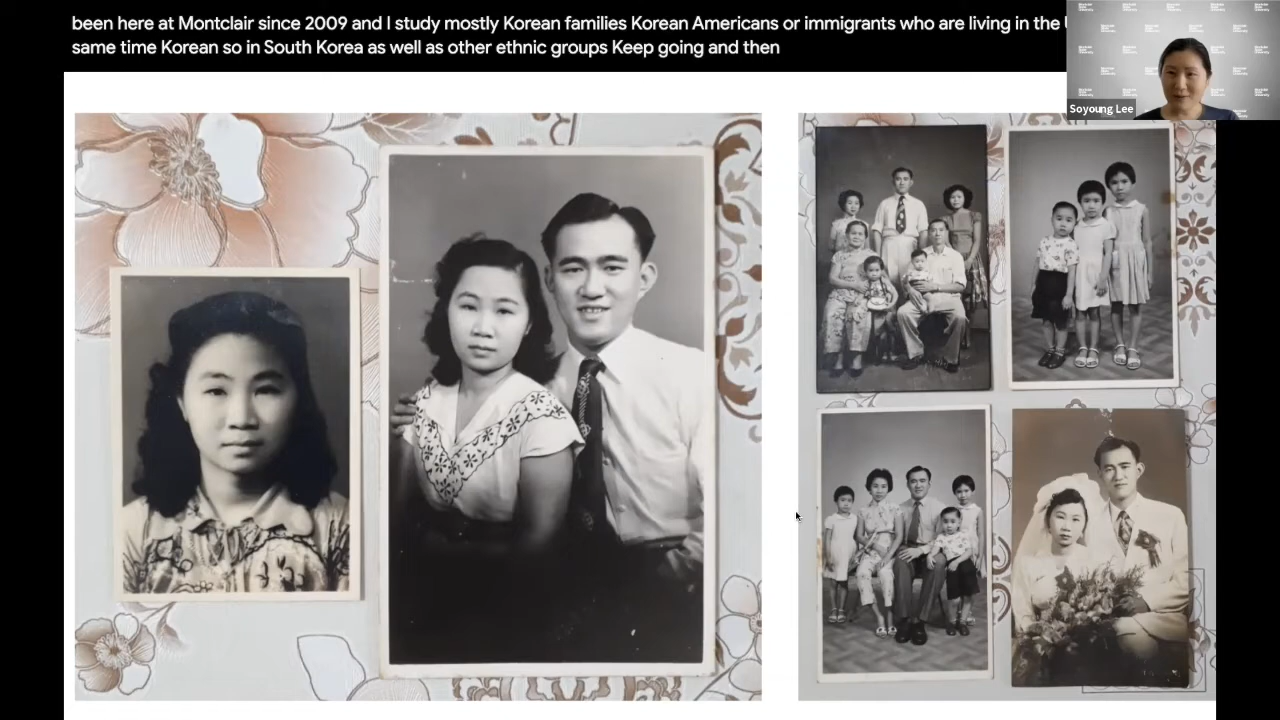 been here at Montclair since 2009 and I study mostly Korean families Korean Americans or immigrants who are living in the
same time Korean so in South Korea as well as other ethnic groups Keep going and then
Soyoung Lee